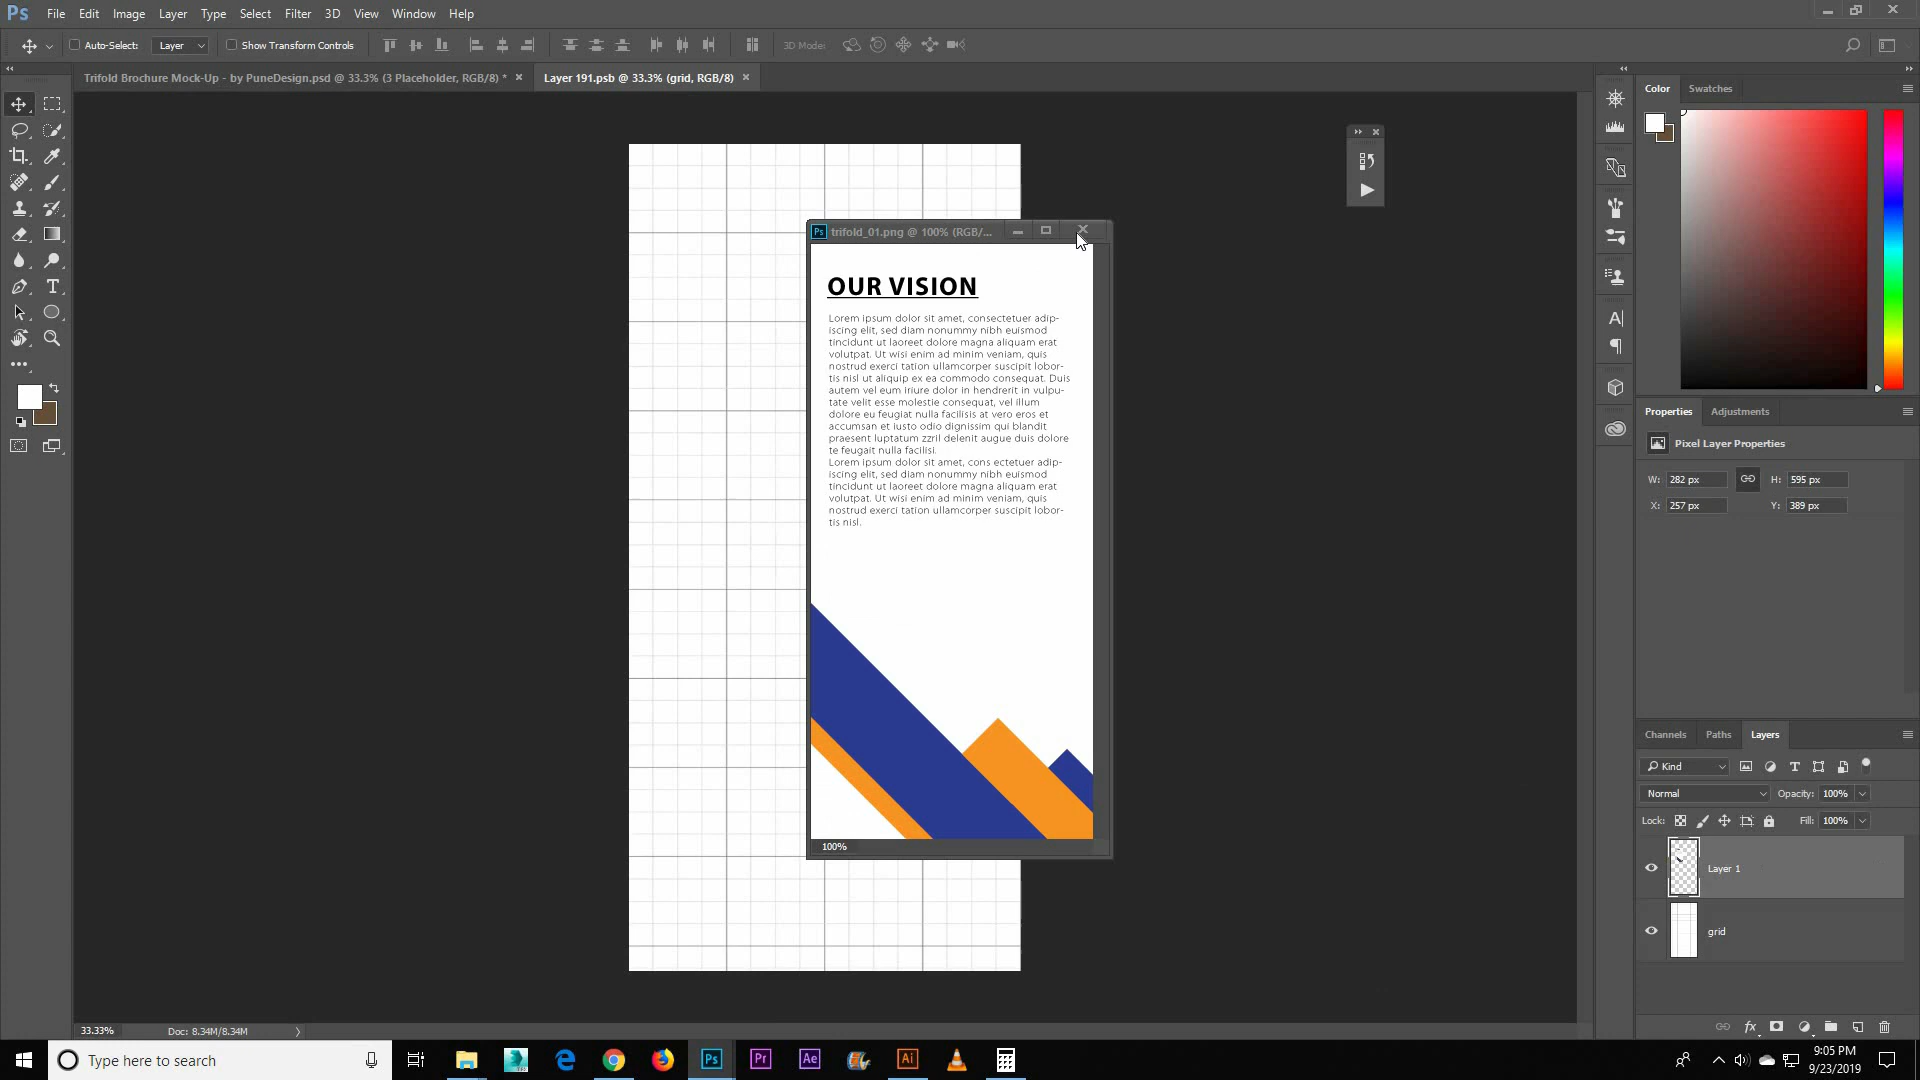 Ps File Edit Image Layer Type Select Filter 3D View Window Help
Auto-Select: Layer Show Transform Controls 3D Mode:
Trifold Brochure Mock-Up - by PuneDesign.psd @ 33.3% (3 Placeholder, RGB/8) *
Layer 191.psb @ 33.3% (grid, RGB/8)
Color Swatches
Ps trifold_01.png @ 100% (RGB/...
OUR VISION
Lorem ipsum dolor sit amet, consectetuer adip-
iscing elit, sed diam nonummy nibh euismod
tincidunt ut laoreet dolore magna aliquam erat
volutpat. Ut wisi enim ad minim veniam, quis
nostrud exerci tation ullamcorper suscipit lobor-
tis nisl ut aliquip ex ea commodo consequat. Duis
autem vel eum iriure dolor in hendrerit in vulpu-
tate velit esse molestie consequat, vel illum
dolore eu feugiat nulla facilisis at vero eros et
accumsan et iusto odio dignissim qui blandit
praesent luptatum zzril delenit augue duis dolore
te feugait nulla facilisi.
Lorem ipsum dolor sit amet, cons ectetuer adip-
iscing elit, sed diam nonummy nibh euismod
tincidunt ut laoreet dolore magna aliquam erat
volutpat. Ut wisi enim ad minim veniam, quis
nostrud exerci tation ullamcorper suscipit lobor-
tis nisl.
100%
Properties Adjustments
Pixel Layer Properties
W: 282 px H: 595 px
X: 257 px Y: 389 px
Channels Paths Layers
Kind
Normal Opacity: 100%
Lock: Fill: 100%
Layer 1
grid
fx
33.33% Doc: 8.34M/8.34M
Type here to search
Ps Pr Ae Ai
9:05 PM
9/23/2019